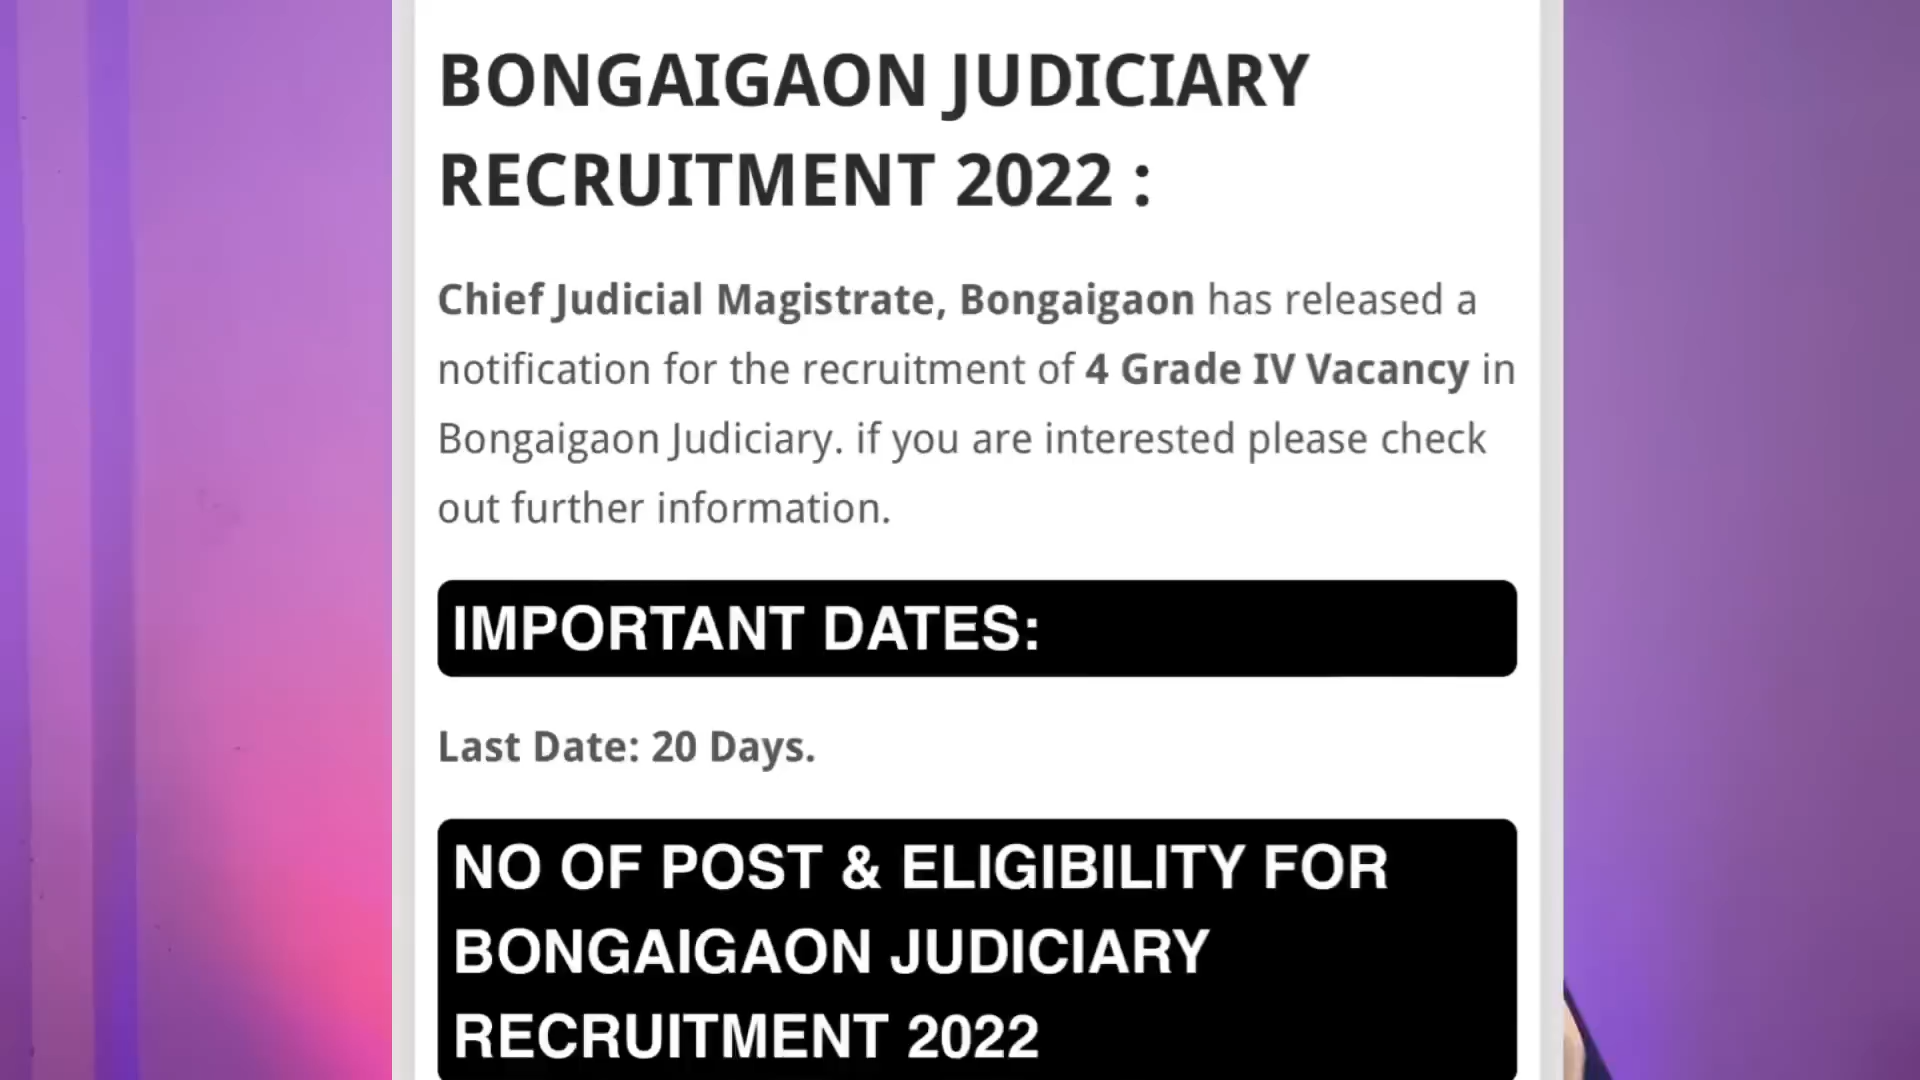 BONGAIGAON JUDICIARY
RECRUITMENT 2022 :
Chief Judicial Magistrate, Bongaigaon has released a
notification for the recruitment of 4 Grade IV Vacancy in
Bongaigaon Judiciary. if you are interested please check
out further information.
IMPORTANT DATES:
Last Date: 20 Days.
NO OF POST & ELIGIBILITY FOR
BONGAIGAON JUDICIARY
RECRUITMENT 2022